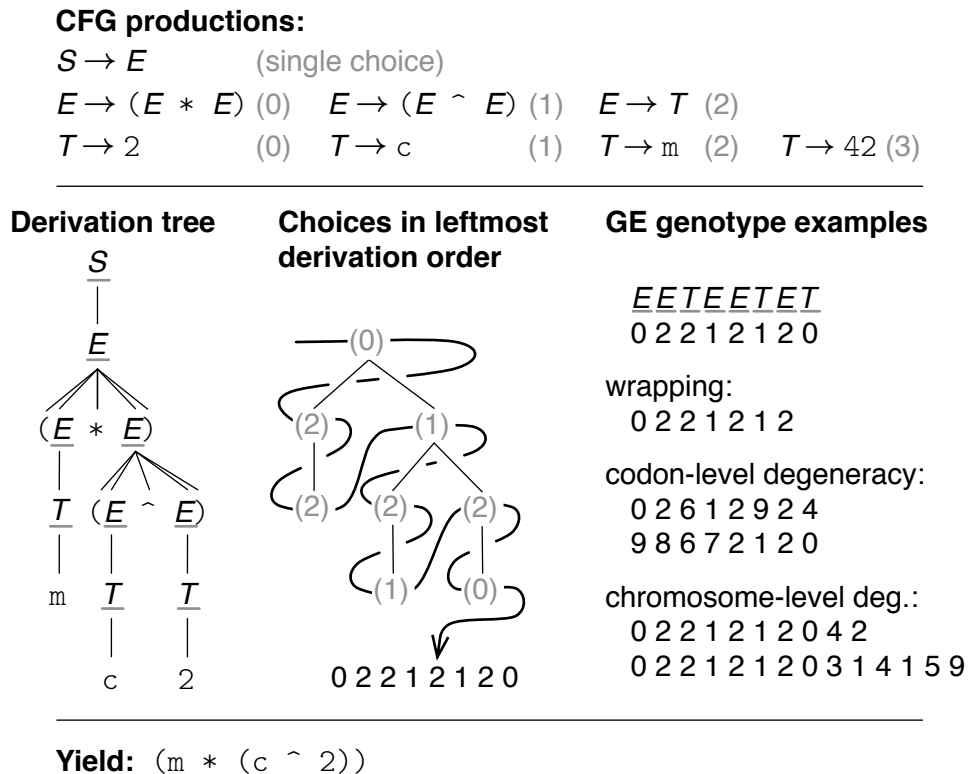 CFG productions:
S → E (single choice)
E → (E * E) (0) E → (E ^ E) (1) E → T (2)
T → 2 (0) T → c (1) T → m (2) T → 42 (3)
Derivation tree
S
E
(E * E)
T (E ^ E)
m T T
c 2
Choices in leftmost
derivation order
(0)
(2) (1)
(2) (2) (2)
(1) (0)
0 2 2 1 2 1 2 0
GE genotype examples
E E T E E T E T
0 2 2 1 2 1 2 0
wrapping:
0 2 2 1 2 1 2
codon-level degeneracy:
0 2 6 1 2 9 2 4
9 8 6 7 2 1 2 0
chromosome-level deg.:
0 2 2 1 2 1 2 0 4 2
0 2 2 1 2 1 2 0 3 1 4 1 5 9
Yield: (m * (c ^ 2))